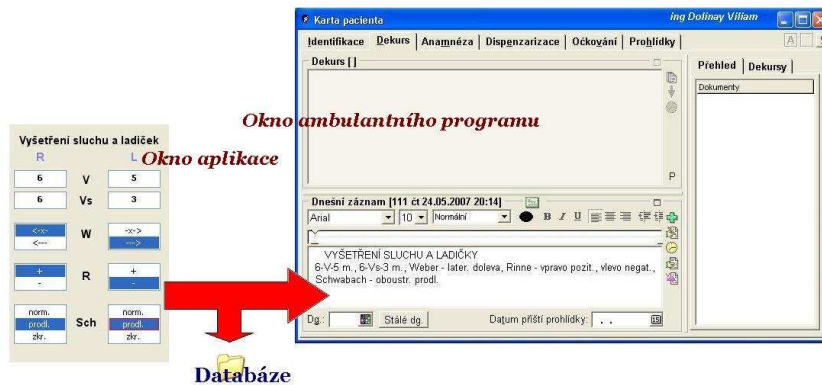 Karta pacienta
ing Dolinay Viliam
Identifikace Dekurs Anamnéza Dispenzarizace Očkování Prohlídky
A
Dekurs [ ]
P
Přehled Dekursy
Dokumenty
Okno ambulantního programu
Okno aplikace
Vyšetření sluchu a ladiček
R L
6 V 5
6 Vs 3
<-x- W -x->
<--- --->
+ R +
- -
norm. Sch norm.
prodl. prodl.
zkr. zkr.
Dnešní záznam [111 čt 24.05.2007 20:14]
Arial 10 Normální B I U
VYŠETŘENÍ SLUCHU A LADIČKY
6-V-5 m., 6-Vs-3 m., Weber - later. doleva, Rinne - vpravo pozit., vlevo negat.,
Schwabach - oboustr. prodl.
Dg.: Stálé dg. Datum příští prohlídky: . . 15
Databáze